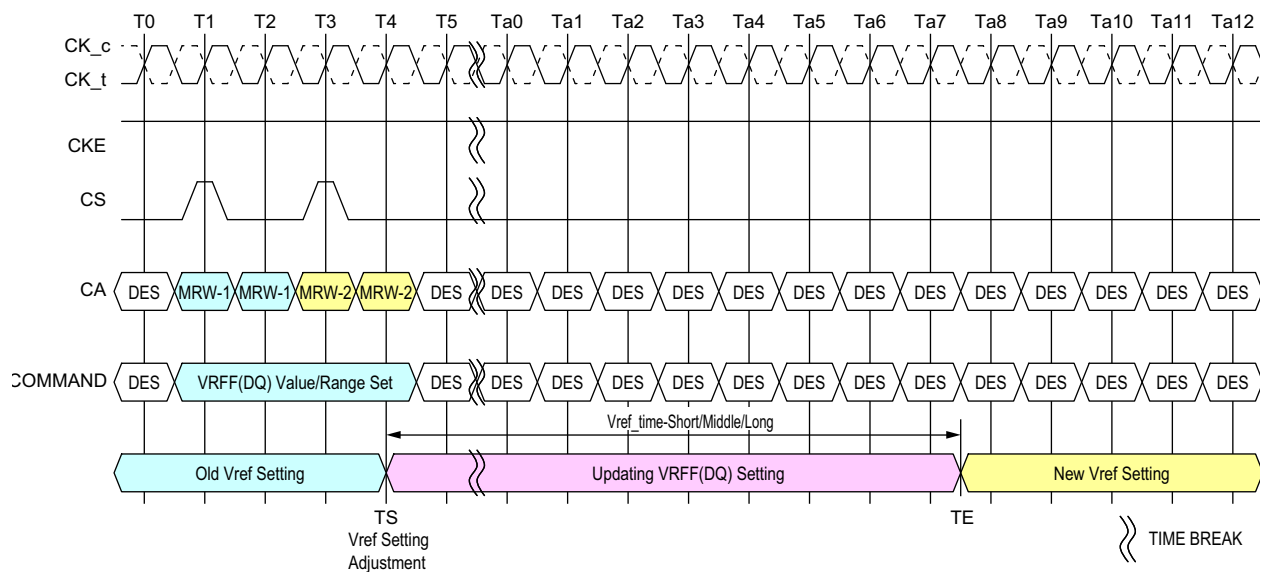 T0 T1 T2 T3 T4 T5 Ta0 Ta1 Ta2 Ta3 Ta4 Ta5 Ta6 Ta7 Ta8 Ta9 Ta10 Ta11 Ta12
CK_c
CK_t
CKE
CS
CA DES MRW-1 MRW-1 MRW-2 MRW-2 DES DES DES DES DES DES DES DES DES DES DES DES DES DES
COMMAND DES VRFF(DQ) Value/Range Set DES DES DES DES DES DES DES DES DES DES DES DES DES DES
Vref_time-Short/Middle/Long
Old Vref Setting Updating VRFF(DQ) Setting New Vref Setting
TS TE
Vref Setting
Adjustment
TIME BREAK